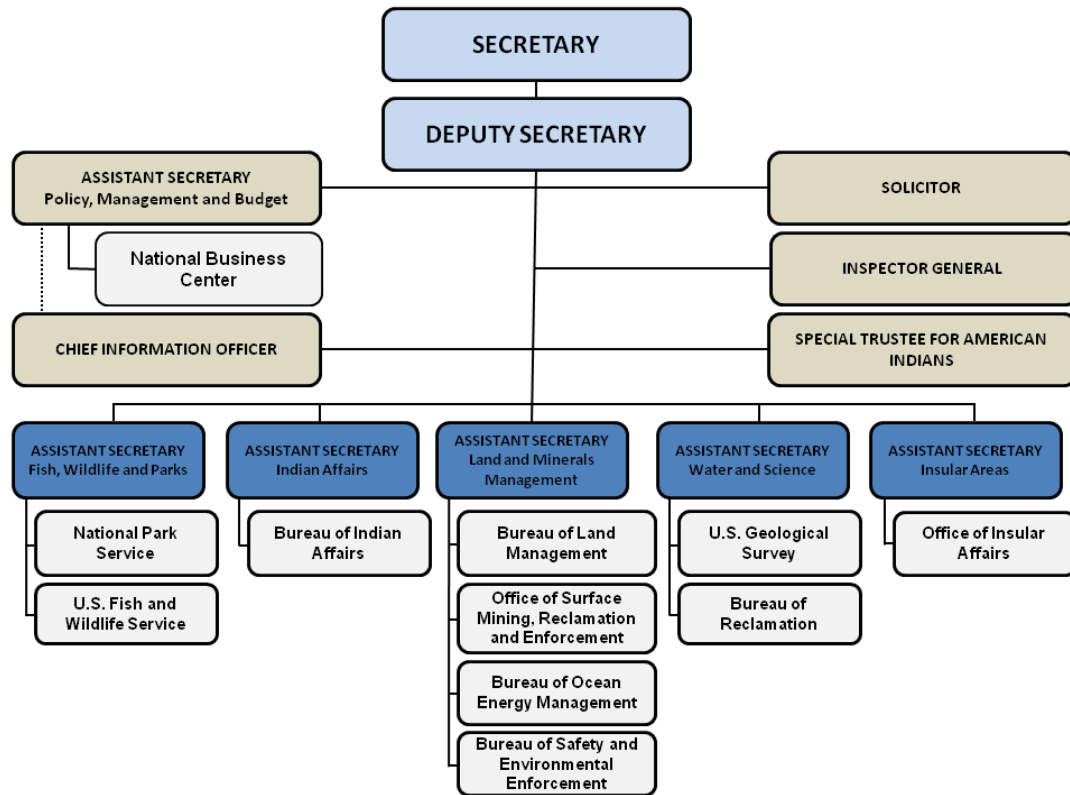 SECRETARY
DEPUTY SECRETARY
ASSISTANT SECRETARY
Policy, Management and Budget
SOLICITOR
National Business
Center
INSPECTOR GENERAL
CHIEF INFORMATION OFFICER
SPECIAL TRUSTEE FOR AMERICAN
INDIANS
ASSISTANT SECRETARY
Fish, Wildlife and Parks
ASSISTANT SECRETARY
Indian Affairs
ASSISTANT SECRETARY
Land and Minerals
Management
ASSISTANT SECRETARY
Water and Science
ASSISTANT SECRETARY
Insular Areas
National Park
Service
U.S. Fish and
Wildlife Service
Bureau of Indian
Affairs
Bureau of Land
Management
Office of Surface
Mining, Reclamation
and Enforcement
Bureau of Ocean
Energy Management
Bureau of Safety and
Environmental
Enforcement
U.S. Geological
Survey
Bureau of
Reclamation
Office of Insular
Affairs